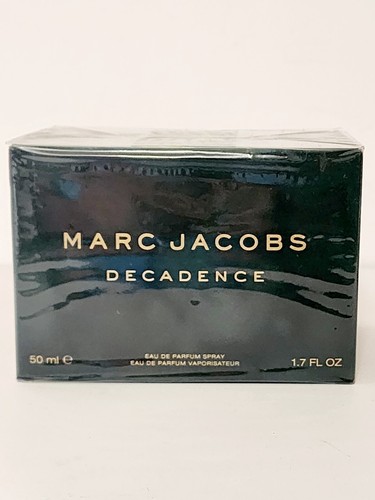 MARC JACOBS
DECADENCE
50 ml ℮
EAU DE PARFUM SPRAY
EAU DE PARFUM VAPORISATEUR
1.7 FL OZ